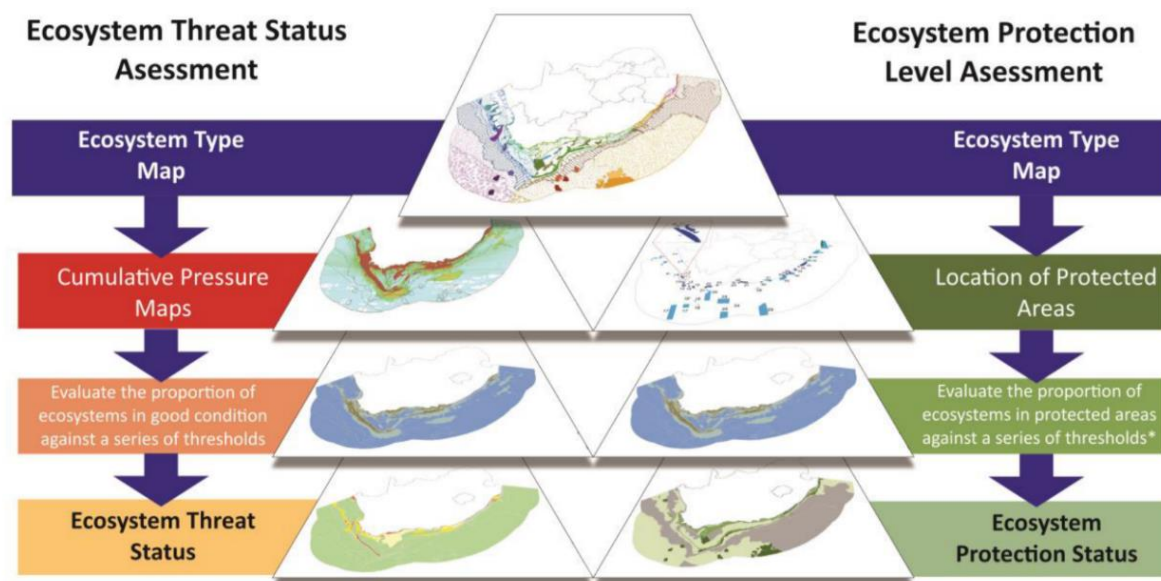 Ecosystem Threat Status
Asessment
Ecosystem Protection
Level Asessment
Ecosystem Type
Map
Ecosystem Type
Map
Cumulative Pressure
Maps
Location of Protected
Areas
Evaluate the proportion of
ecosystems in good condition
against a series of thresholds
Evaluate the proportion of
ecosystems in protected areas
against a series of thresholds*
Ecosystem Threat
Status
Ecosystem
Protection Status